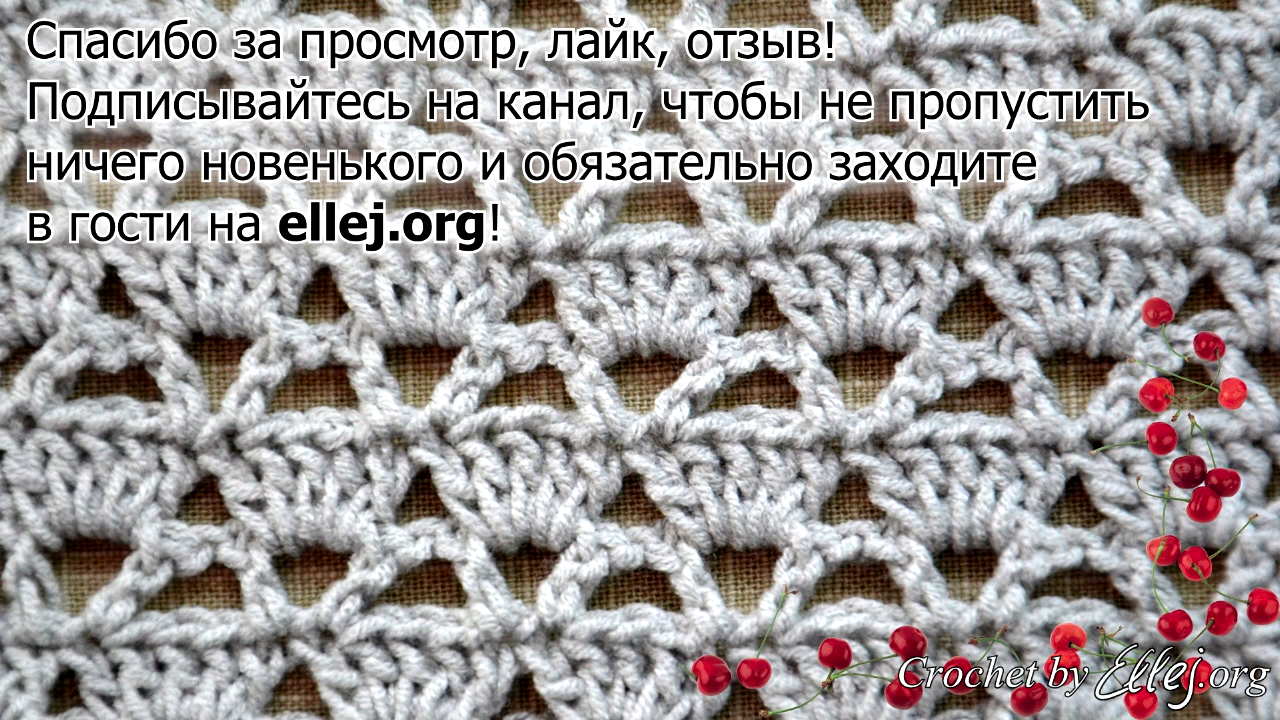 Спасибо за просмотр, лайк, отзыв!
Подписывайтесь на канал, чтобы не пропустить
ничего новенького и обязательно заходите
в гости на ellej.org!
Crochet by Ellej.org